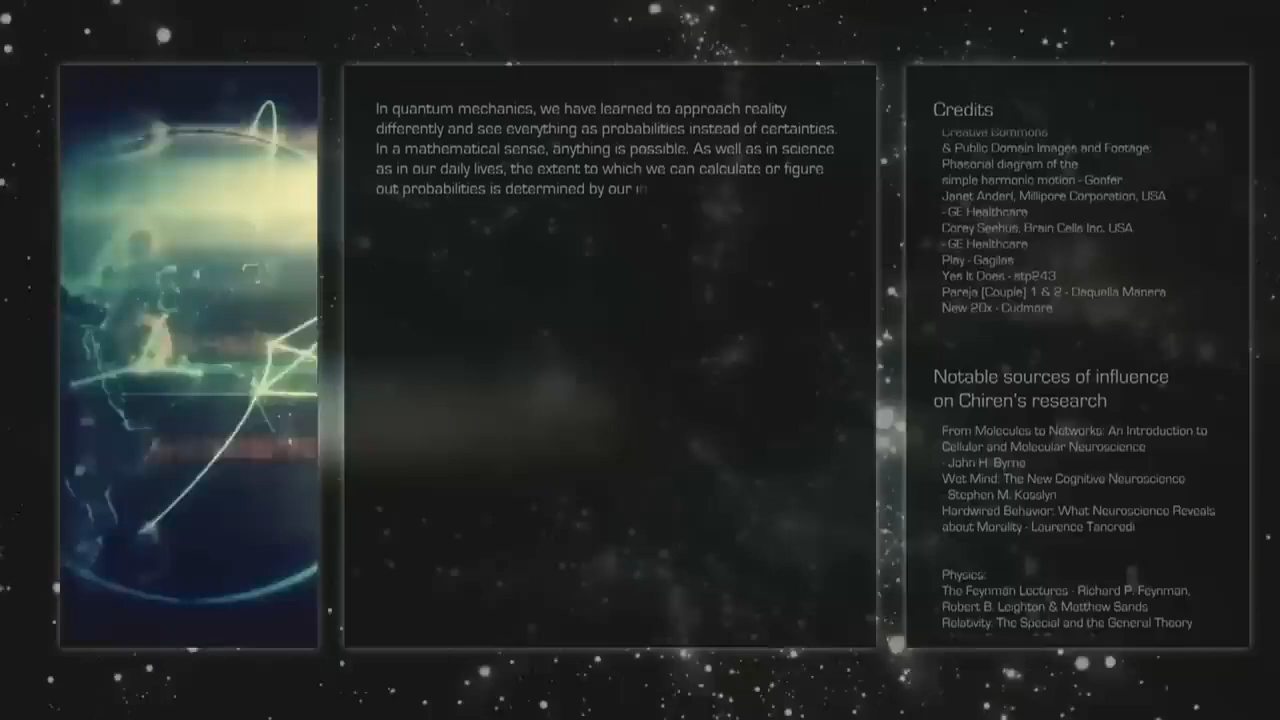 In quantum mechanics, we have learned to approach reality
differently and see everything as probabilities instead of certainties.
In a mathematical sense, anything is possible. As well as in science
as in our daily lives, the extent to which we can calculate or figure
out probabilities is determined by our in
Credits
Creative Commons
& Public Domain Images and Footage:
Phasorial diagram of the
simple harmonic motion - Gonfer
Janet Anderl, Millipore Corporation, USA
- GE Healthcare
Corey Seehus, Brain Cells Inc. USA
- GE Healthcare
Play - Gagilas
Yes It Does - stp243
Pareja [Couple] 1 & 2 - Daquella Manera
New 20x - Cudmore
Notable sources of influence
on Chiren's research
From Molecules to Networks: An Introduction to
Cellular and Molecular Neuroscience
- John H. Byrne
Wet Mind: The New Cognitive Neuroscience
- Stephen M. Kosslyn
Hardwired Behavior: What Neuroscience Reveals
about Morality - Laurence Tancredi
Physics:
The Feynman Lectures - Richard P. Feynman,
Robert B. Leighton & Matthew Sands
Relativity: The Special and the General Theory